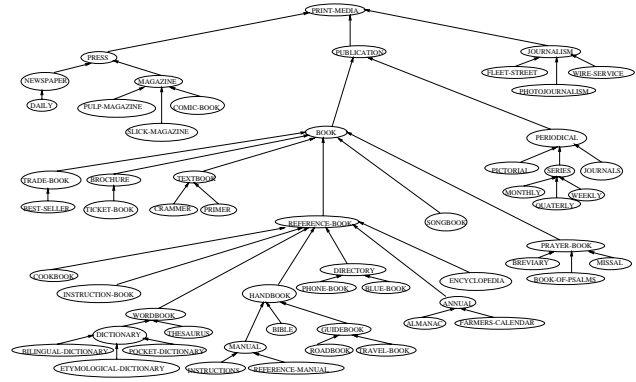 PRINT-MEDIA
PRESS
PUBLICATION
JOURNALISM
NEWSPAPER
MAGAZINE
FLEET-STREET
WIRE-SERVICE
PHOTOJOURNALISM
DAILY
PULP-MAGAZINE
COMIC-BOOK
SLICK-MAGAZINE
BOOK
PERIODICAL
PICTORIAL
SERIES
JOURNALS
TRADE-BOOK
BROCHURE
TEXTBOOK
MONTHLY
WEEKLY
QUATERLY
BEST-SELLER
TICKET-BOOK
CRAMMER
PRIMER
REFERENCE-BOOK
SONGBOOK
PRAYER-BOOK
BREVIARY
MISSAL
BOOK-OF-PSALMS
COOKBOOK
DIRECTORY
ENCYCLOPEDIA
INSTRUCTION-BOOK
PHONE-BOOK
BLUE-BOOK
HANDBOOK
ANNUAL
WORDBOOK
ALMANAC
FARMERS-CALENDAR
DICTIONARY
THESAURUS
BIBLE
GUIDEBOOK
BILINGUAL-DICTIONARY
POCKET-DICTIONARY
MANUAL
ROADBOOK
TRAVEL-BOOK
ETYMOLOGICAL-DICTIONARY
INSTRUCTIONS
REFERENCE-MANUAL